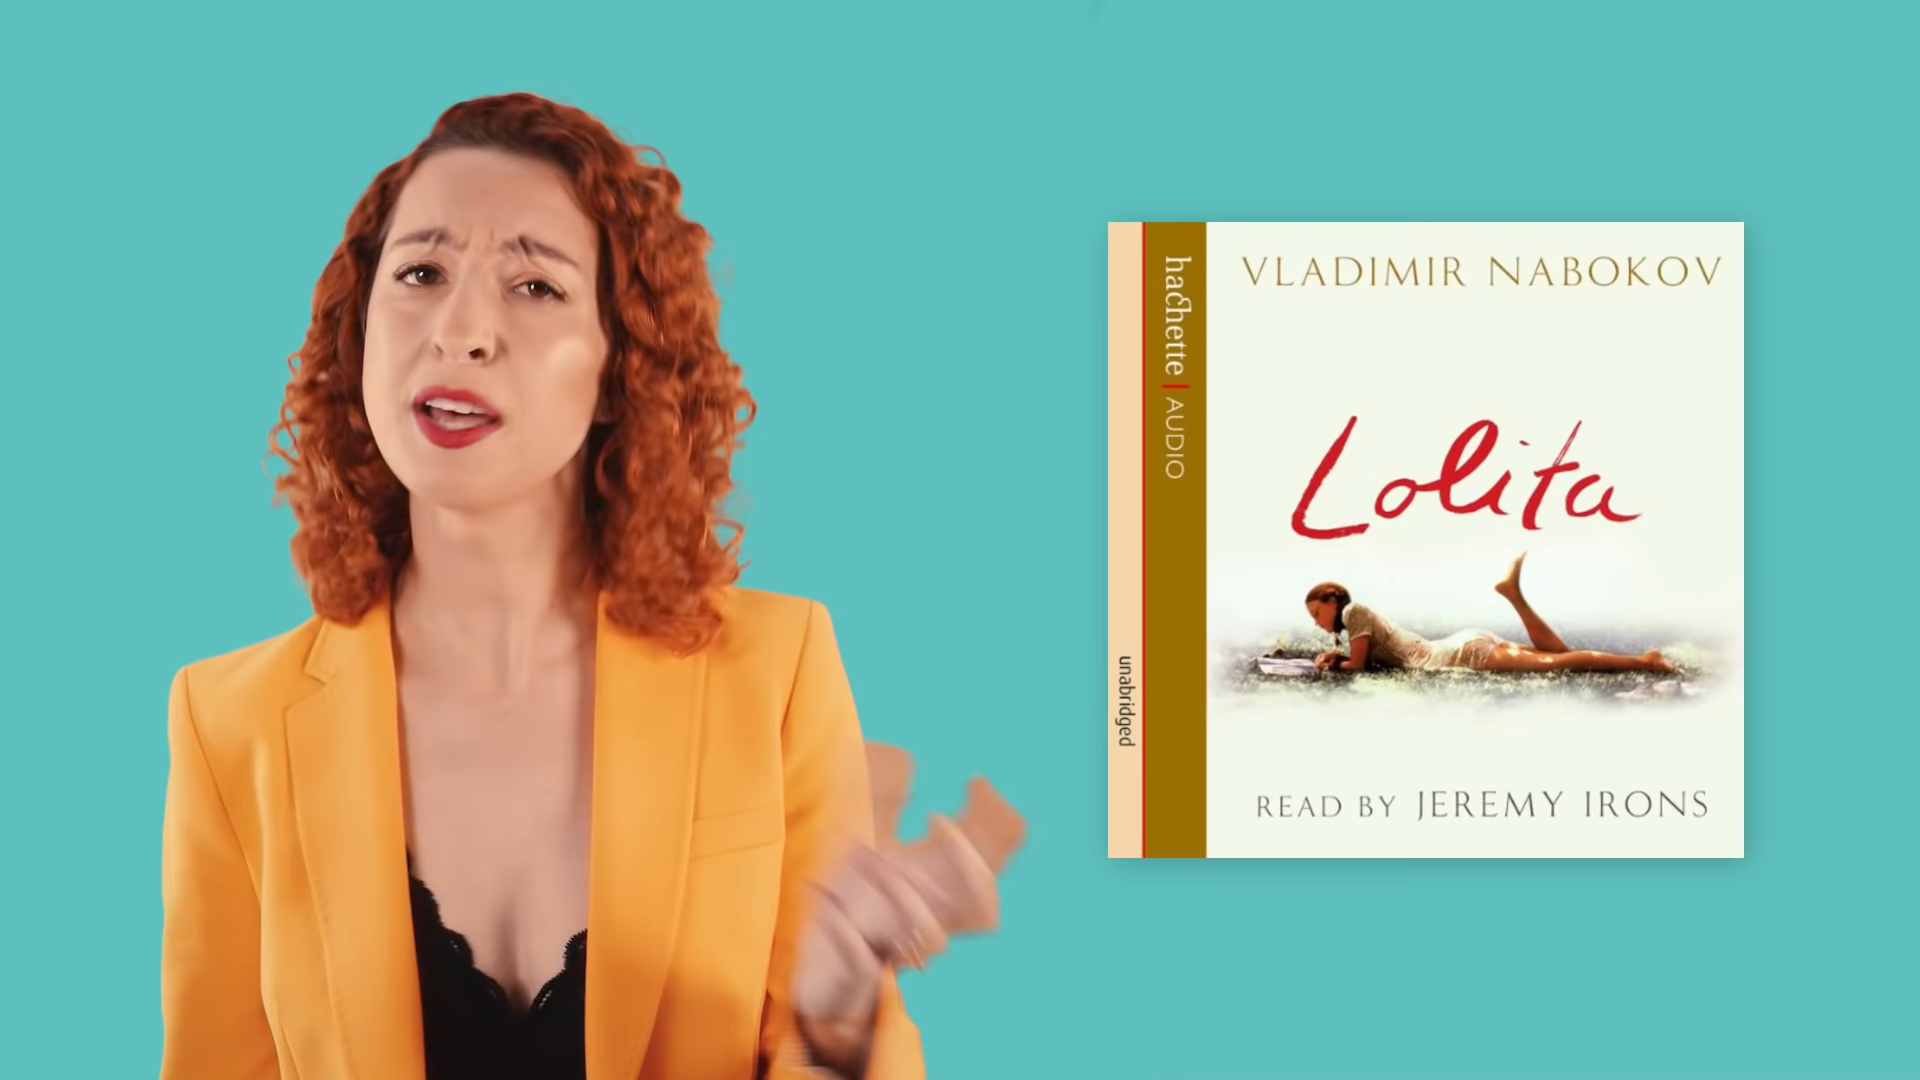 hachette | AUDIO
unabridged
VLADIMIR NABOKOV
Lolita
READ BY JEREMY IRONS